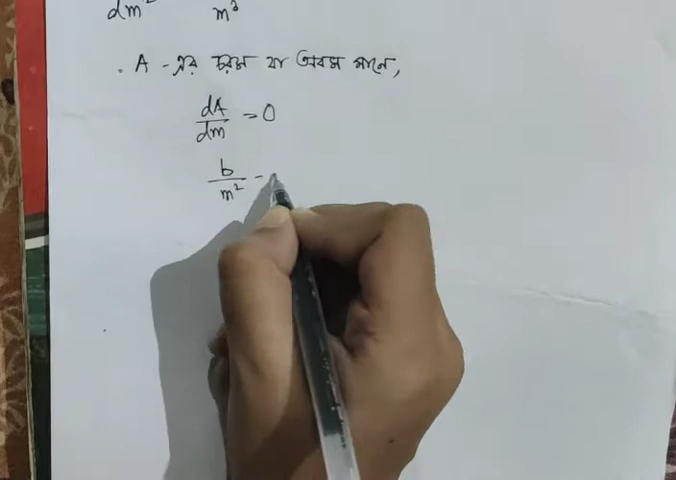 dm² m³
. A - এর চরম বা অবম মানে,
dA/dm = 0
b/m² -